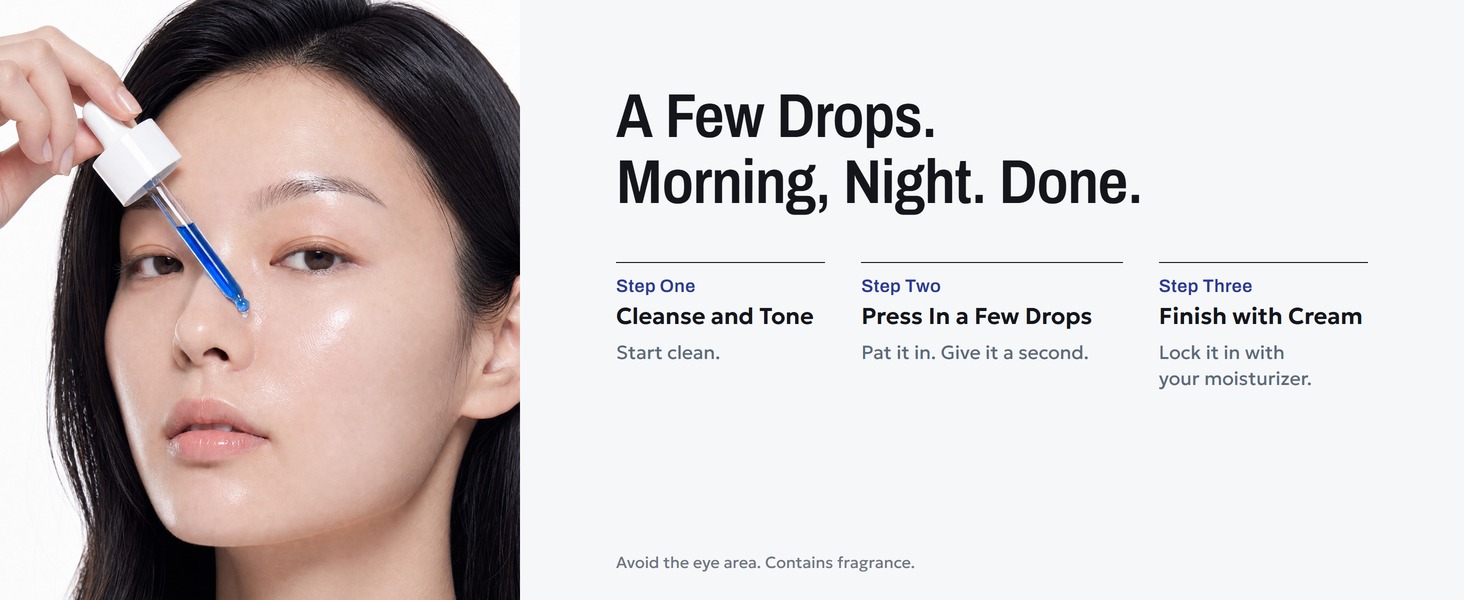 A Few Drops.
Morning, Night. Done.
Step One
Cleanse and Tone
Start clean.
Step Two
Press In a Few Drops
Pat it in. Give it a second.
Step Three
Finish with Cream
Lock it in with
your moisturizer.
Avoid the eye area. Contains fragrance.